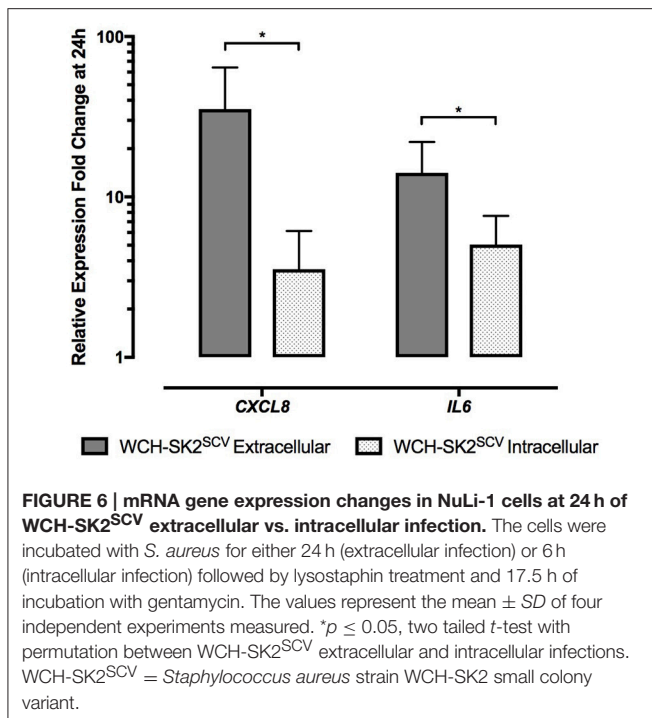 Relative Expression Fold Change at 24h
100
10
1
*
*
CXCL8
IL6
WCH-SK2SCV Extracellular
WCH-SK2SCV Intracellular
FIGURE 6 | mRNA gene expression changes in NuLi-1 cells at 24 h of
WCH-SK2SCV extracellular vs. intracellular infection. The cells were
incubated with S. aureus for either 24 h (extracellular infection) or 6 h
(intracellular infection) followed by lysostaphin treatment and 17.5 h of
incubation with gentamycin. The values represent the mean ± SD of four
independent experiments measured. *p ≤ 0.05, two tailed t-test with
permutation between WCH-SK2SCV extracellular and intracellular infections.
WCH-SK2SCV = Staphylococcus aureus strain WCH-SK2 small colony
variant.